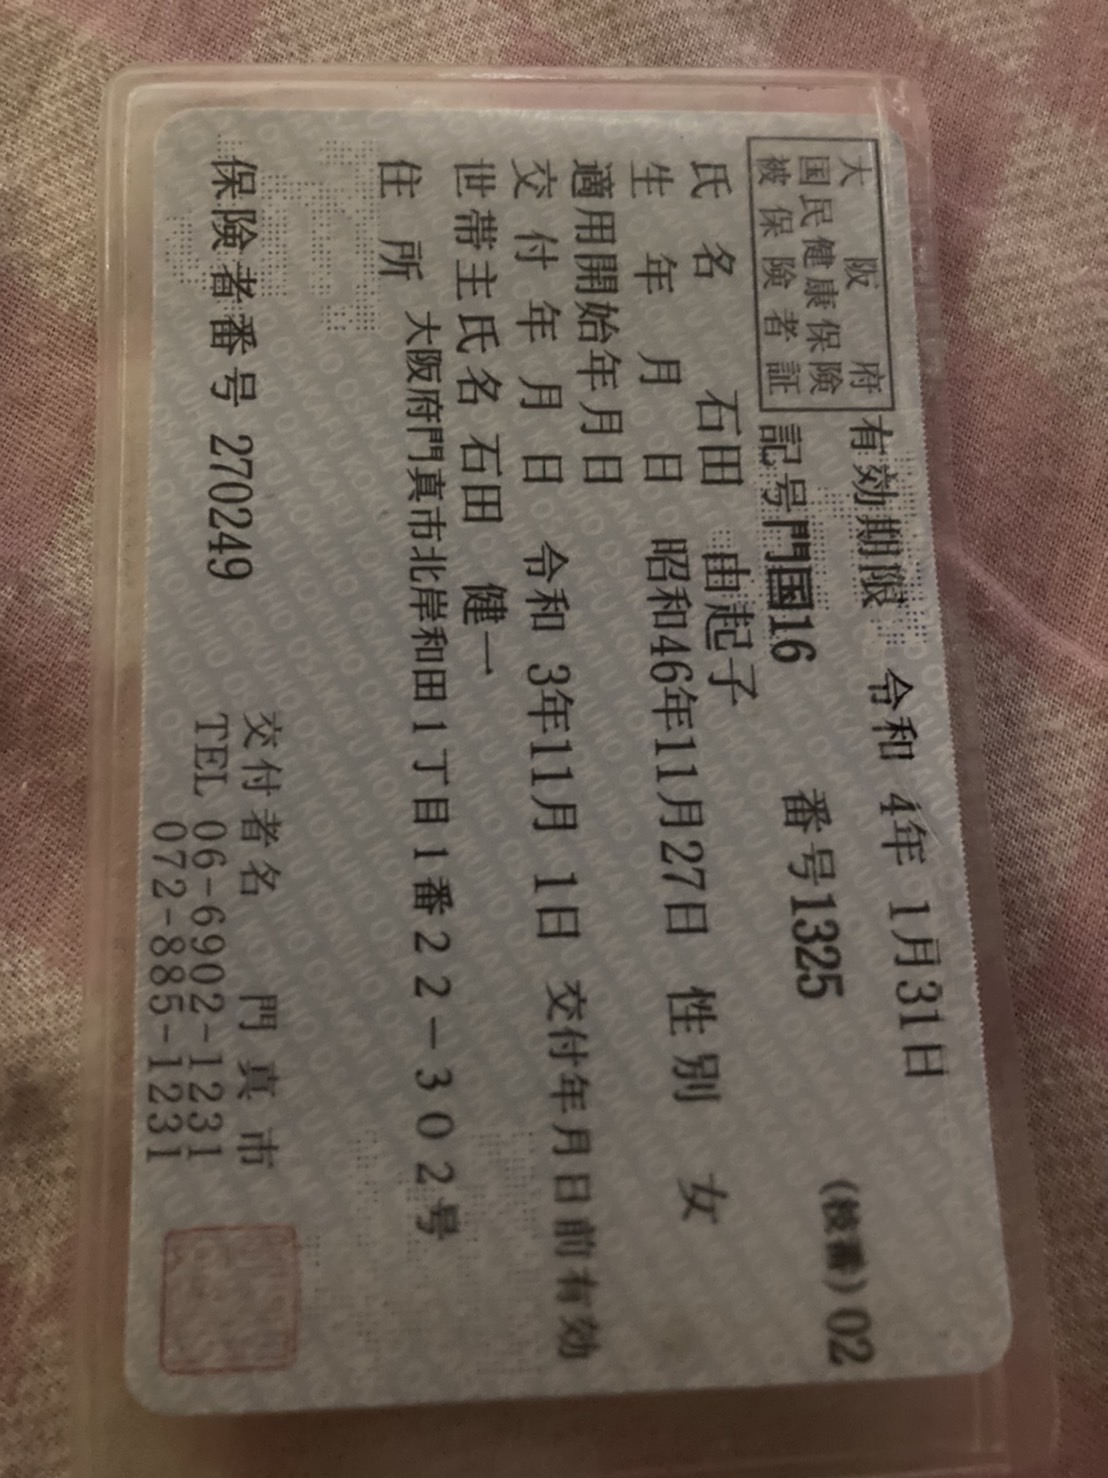 大阪府
国民健康保険
被保険者証
有効期限 令和 4年 1月31日
記号門国16 番号1325 (枝番)02
氏名 石田 由起子
生年月日 昭和46年11月27日 性別 女
適用開始年月日
交付年月日 令和 3年11月 1日 交付年月日前有効
世帯主氏名 石田 健一
住所 大阪府門真市北岸和田1丁目1番22－302号
保険者番号 270249
交付者名 門真市
TEL 06-6902-1231
072-885-1231